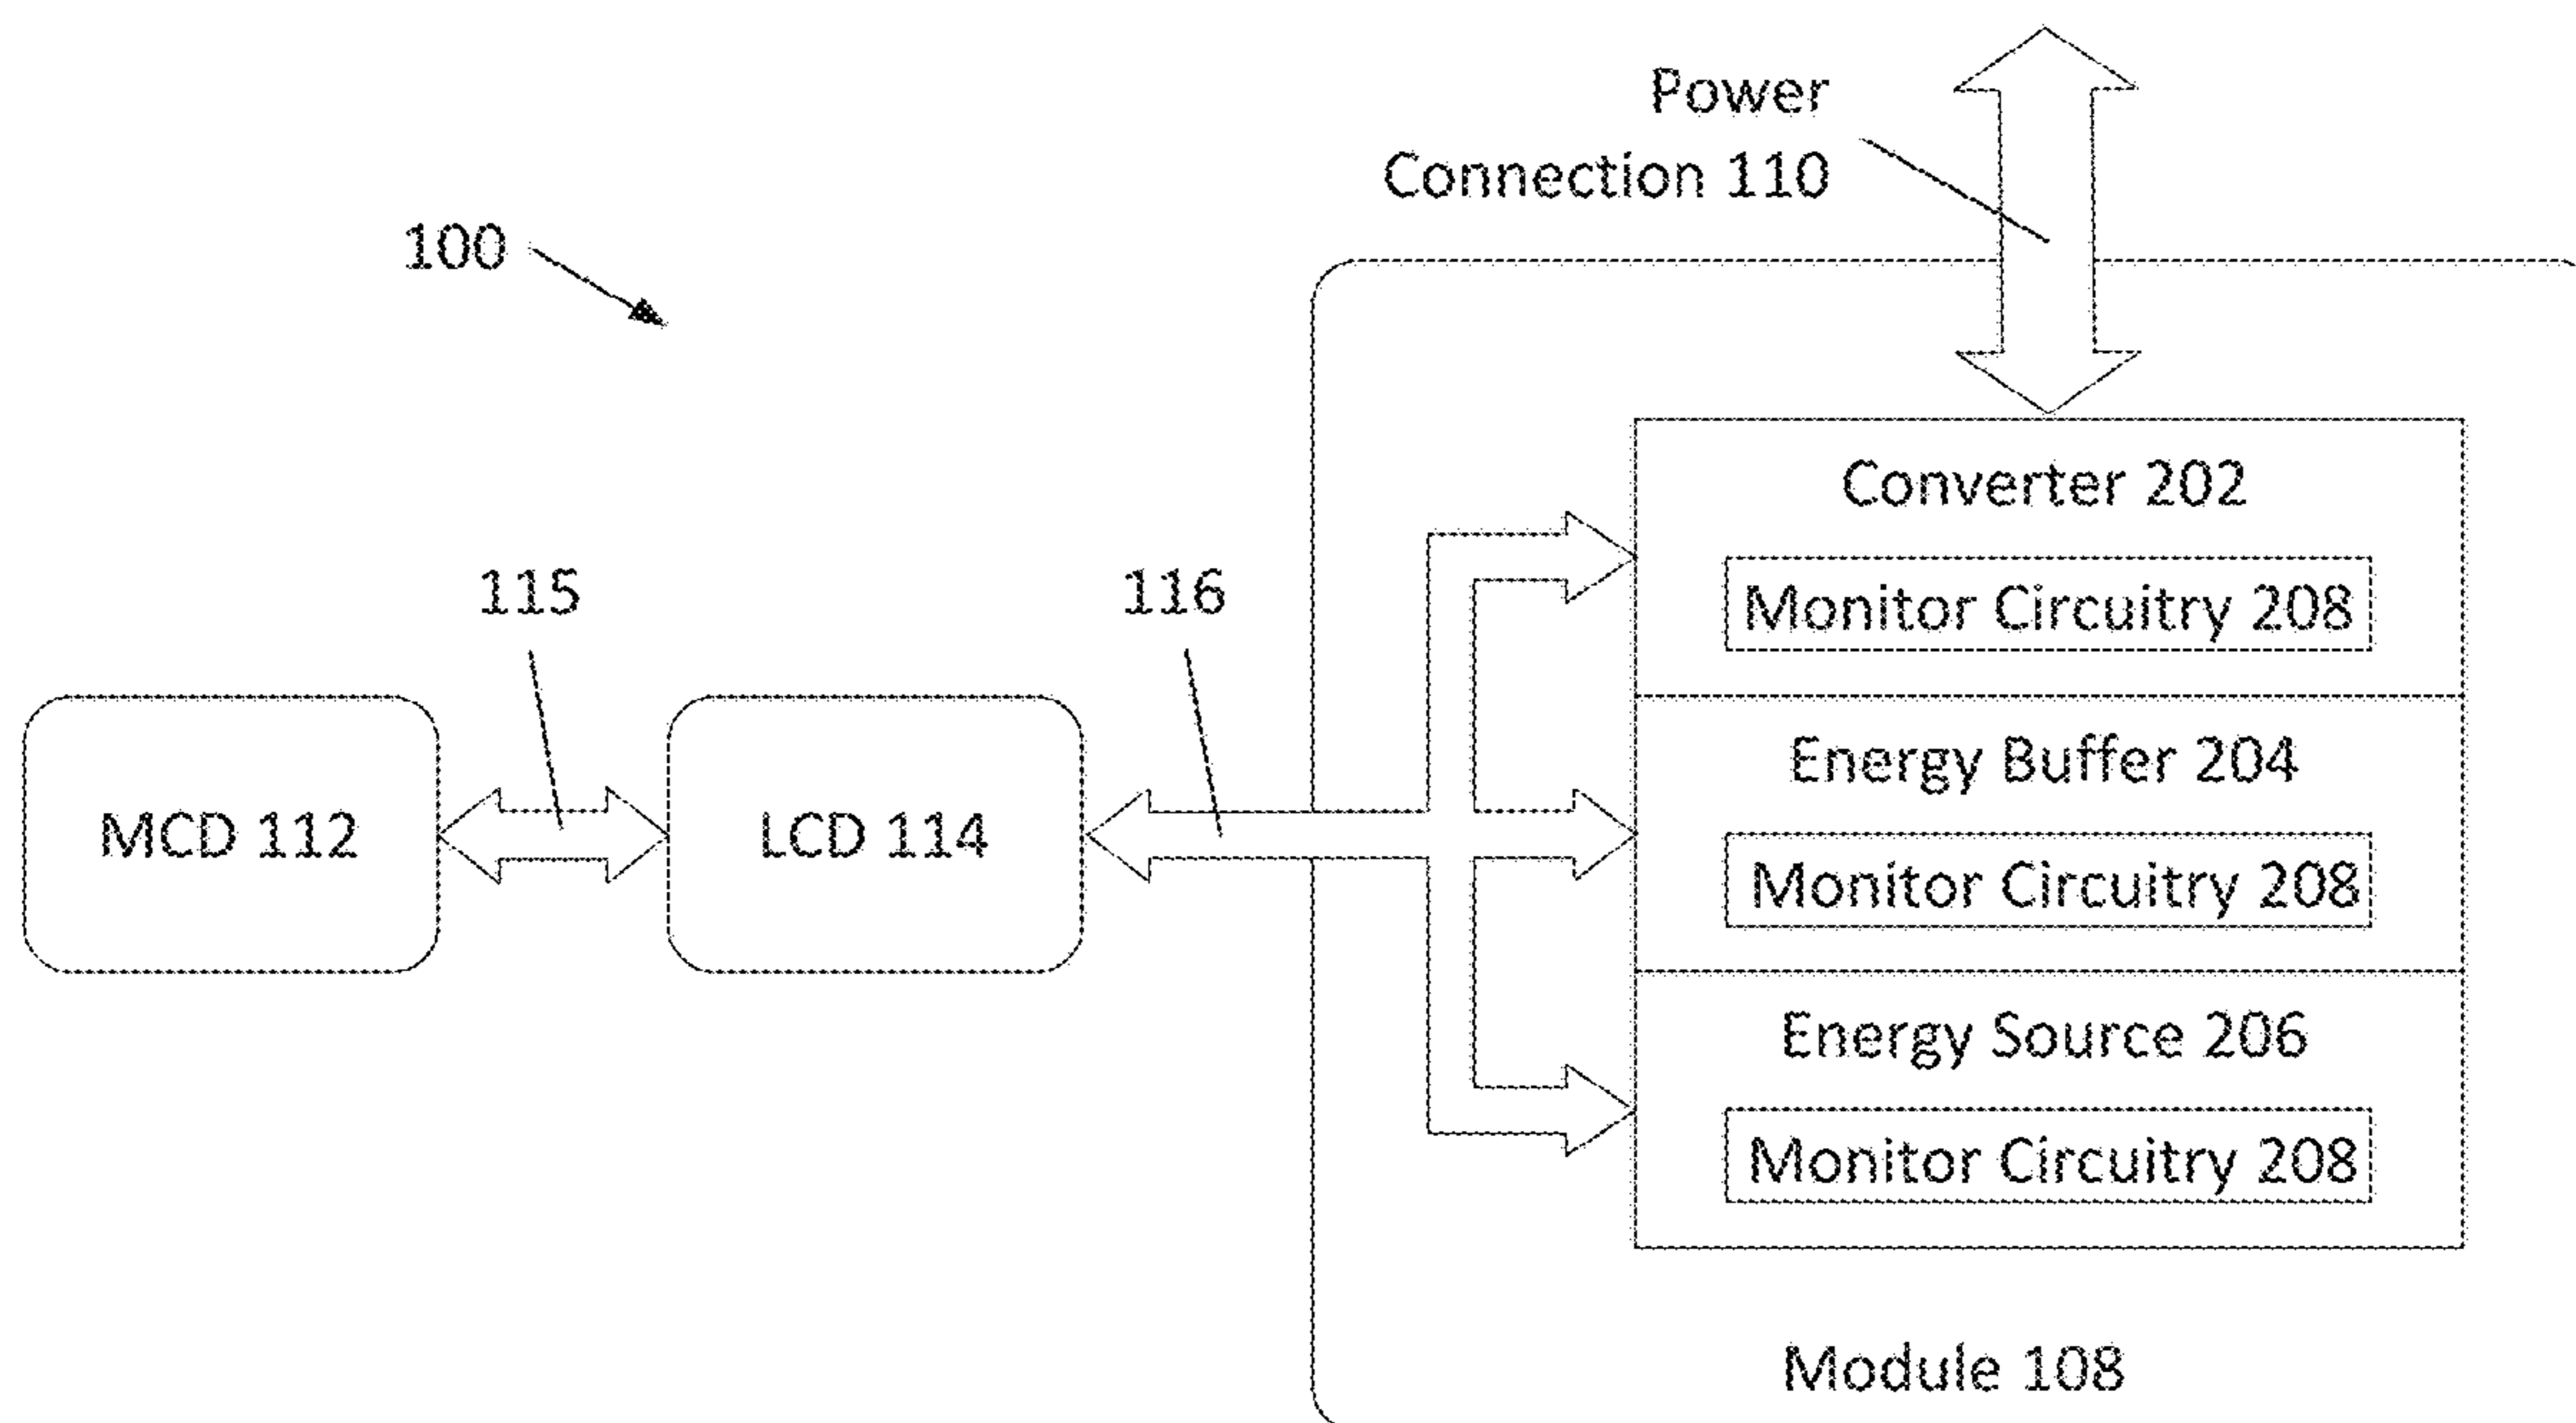 Power
Connection 110
100
Converter 202
115
116
Monitor Circuitry 208
MCD 112
LCD 114
Energy Buffer 204
Monitor Circuitry 208
Energy Source 206
Monitor Circuitry 208
Module 108